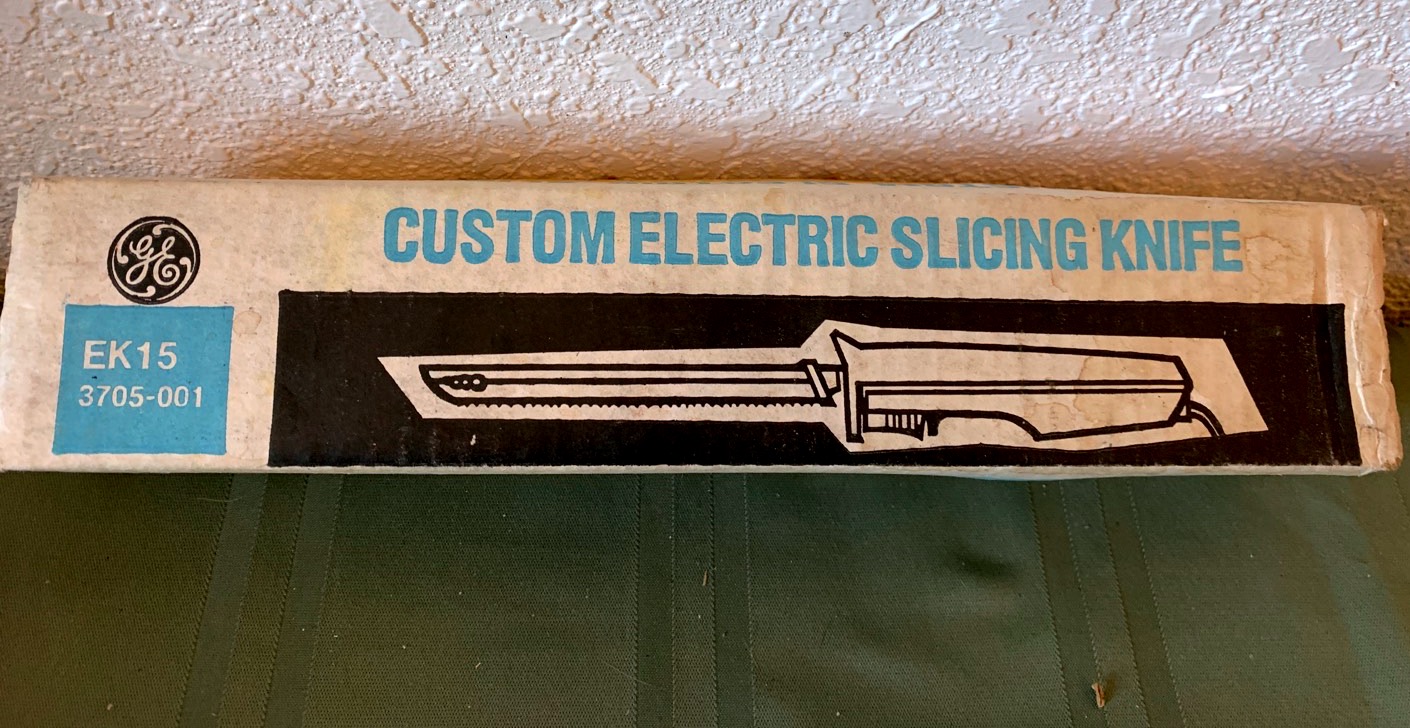 GE
CUSTOM ELECTRIC SLICING KNIFE
EK15
3705-001